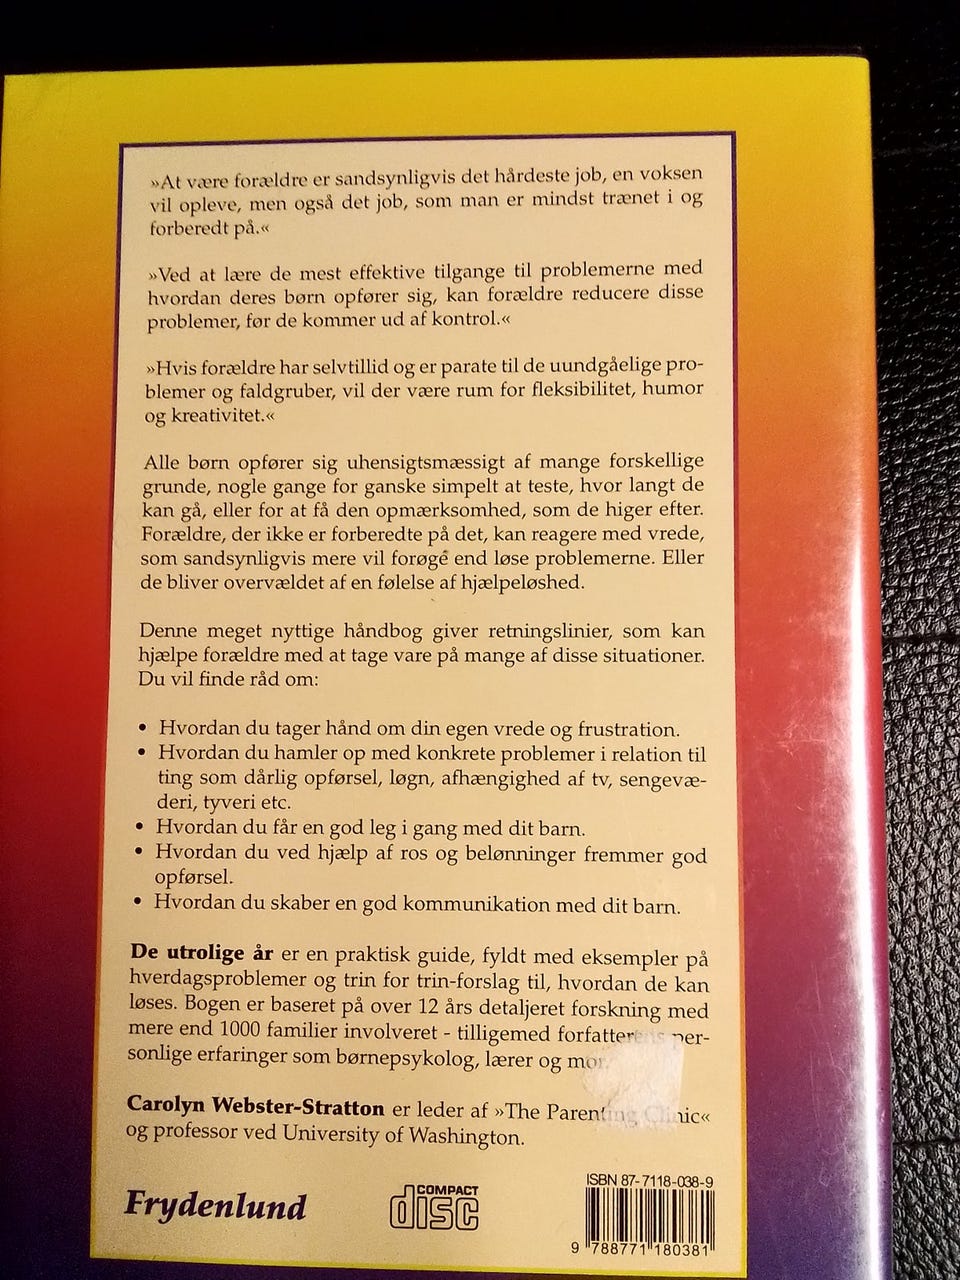 »At være forældre er sandsynligvis det hårdeste job, en voksen
vil opleve, men også det job, som man er mindst trænet i og
forberedt på.«
»Ved at lære de mest effektive tilgange til problemerne med
hvordan deres børn opfører sig, kan forældre reducere disse
problemer, før de kommer ud af kontrol.«
»Hvis forældre har selvtillid og er parate til de uundgåelige pro-
blemer og faldgruber, vil der være rum for fleksibilitet, humor
og kreativitet.«
Alle børn opfører sig uhensigtsmæssigt af mange forskellige
grunde, nogle gange for ganske simpelt at teste, hvor langt de
kan gå, eller for at få den opmærksomhed, som de higer efter.
Forældre, der ikke er forberedte på det, kan reagere med vrede,
som sandsynligvis mere vil forøge end løse problemerne. Eller
de bliver overvældet af en følelse af hjælpeløshed.
Denne meget nyttige håndbog giver retningslinier, som kan
hjælpe forældre med at tage vare på mange af disse situationer.
Du vil finde råd om:
• Hvordan du tager hånd om din egen vrede og frustration.
• Hvordan du hamler op med konkrete problemer i relation til
ting som dårlig opførsel, løgn, afhængighed af tv, sengevæ-
deri, tyveri etc.
• Hvordan du får en god leg i gang med dit barn.
• Hvordan du ved hjælp af ros og belønninger fremmer god
opførsel.
• Hvordan du skaber en god kommunikation med dit barn.
De utrolige år er en praktisk guide, fyldt med eksempler på
hverdagsproblemer og trin for trin-forslag til, hvordan de kan
løses. Bogen er baseret på over 12 års detaljeret forskning med
mere end 1000 familier involveret - tilligemed forfatterens per-
sonlige erfaringer som børnepsykolog, lærer og mor.
Carolyn Webster-Stratton er leder af »The Parenting Clinic«
og professor ved University of Washington.
Frydenlund
COMPACT
disc
ISBN 87-7118-038-9
9 788771 180381